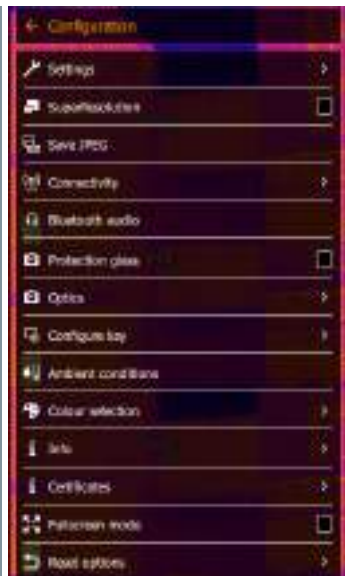 Configuration
Settings
SuperResolution
Save JPEG
Connectivity
Bluetooth audio
Protection glass
Optics
Configure key
Ambient conditions
Colour selection
Info
Certificates
Fullscreen mode
Reset options